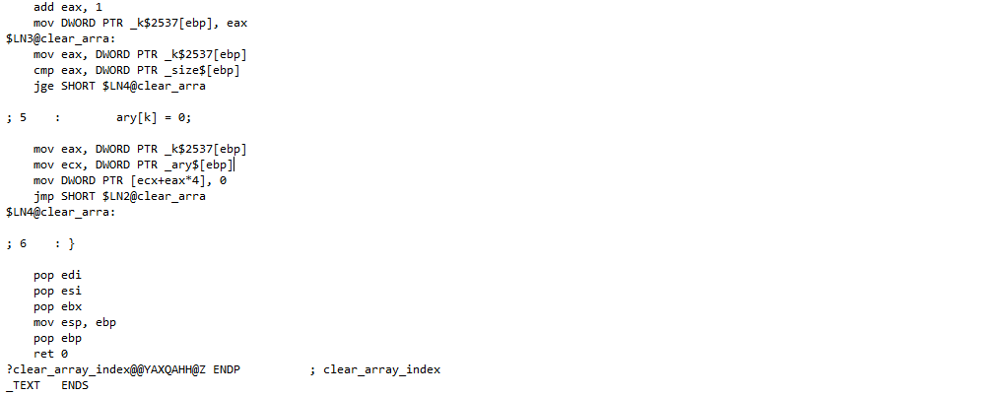 add eax, 1
mov DWORD PTR _k$2537[ebp], eax
$LN3@clear_arra:
mov eax, DWORD PTR _k$2537[ebp]
cmp eax, DWORD PTR _size$[ebp]
jge SHORT $LN4@clear_arra
; 5    :        ary[k] = 0;
mov eax, DWORD PTR _k$2537[ebp]
mov ecx, DWORD PTR _ary$[ebp]
mov DWORD PTR [ecx+eax*4], 0
jmp SHORT $LN2@clear_arra
$LN4@clear_arra:
; 6    : }
pop edi
pop esi
pop ebx
mov esp, ebp
pop ebp
ret 0
?clear_array_index@@YAXQAHH@Z ENDP          ; clear_array_index
_TEXT   ENDS